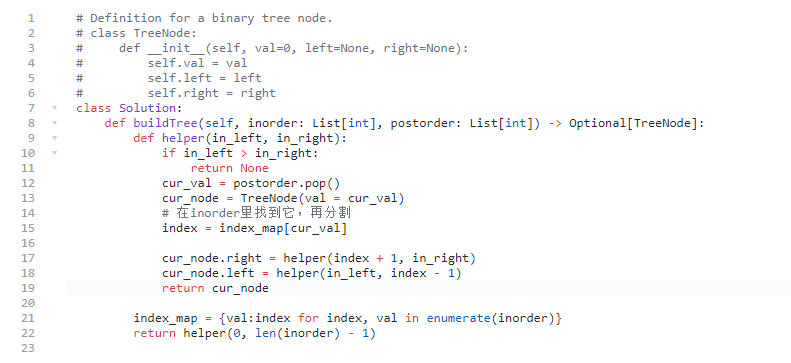 1 # Definition for a binary tree node.
2 # class TreeNode:
3 #     def __init__(self, val=0, left=None, right=None):
4 #         self.val = val
5 #         self.left = left
6 #         self.right = right
7 class Solution:
8     def buildTree(self, inorder: List[int], postorder: List[int]) -> Optional[TreeNode]:
9         def helper(in_left, in_right):
10             if in_left > in_right:
11                 return None
12             cur_val = postorder.pop()
13             cur_node = TreeNode(val = cur_val)
14             # 在inorder里找到它，再分割
15             index = index_map[cur_val]
16
17             cur_node.right = helper(index + 1, in_right)
18             cur_node.left = helper(in_left, index - 1)
19             return cur_node
20
21         index_map = {val:index for index, val in enumerate(inorder)}
22         return helper(0, len(inorder) - 1)
23